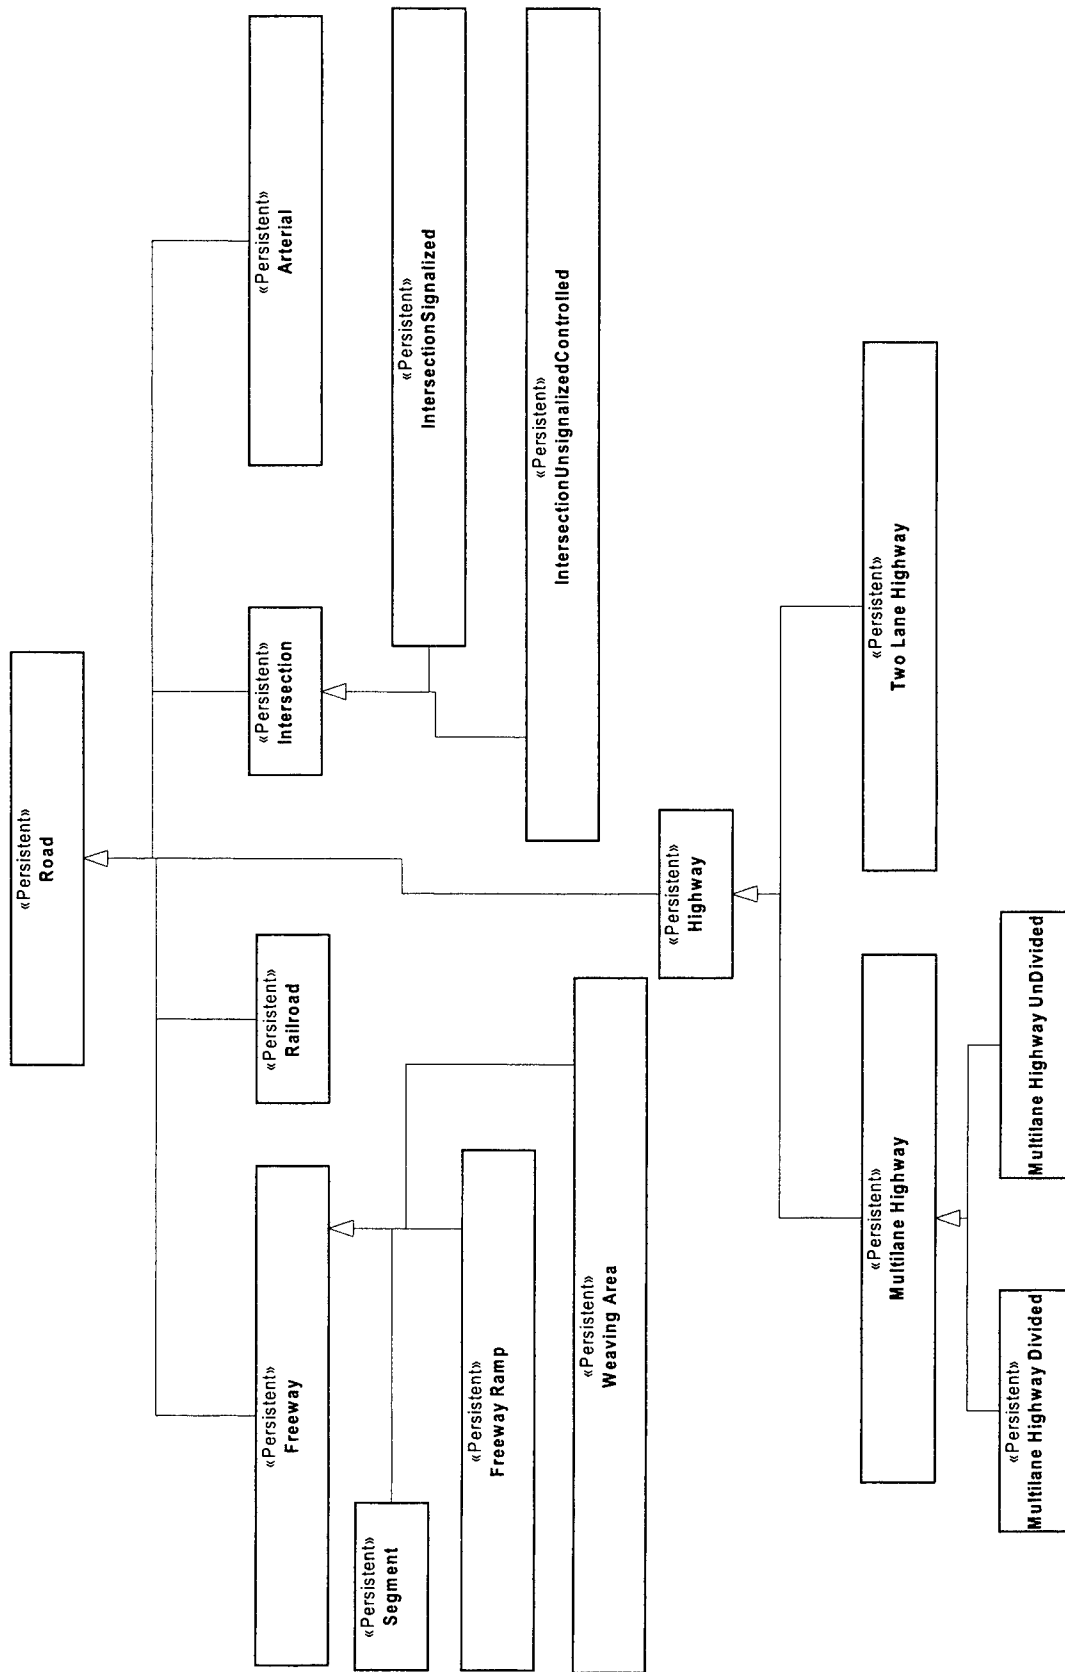 «Persistent»
Road
«Persistent»
Freeway
«Persistent»
Railroad
«Persistent»
Intersection
«Persistent»
Arterial
«Persistent»
Segment
«Persistent»
IntersectionSignalized
«Persistent»
Freeway Ramp
«Persistent»
IntersectionUnsignalizedControlled
«Persistent»
Weaving Area
«Persistent»
Highway
«Persistent»
Multilane Highway
«Persistent»
Two Lane Highway
«Persistent»
Multilane Highway Divided
Multilane Highway UnDivided